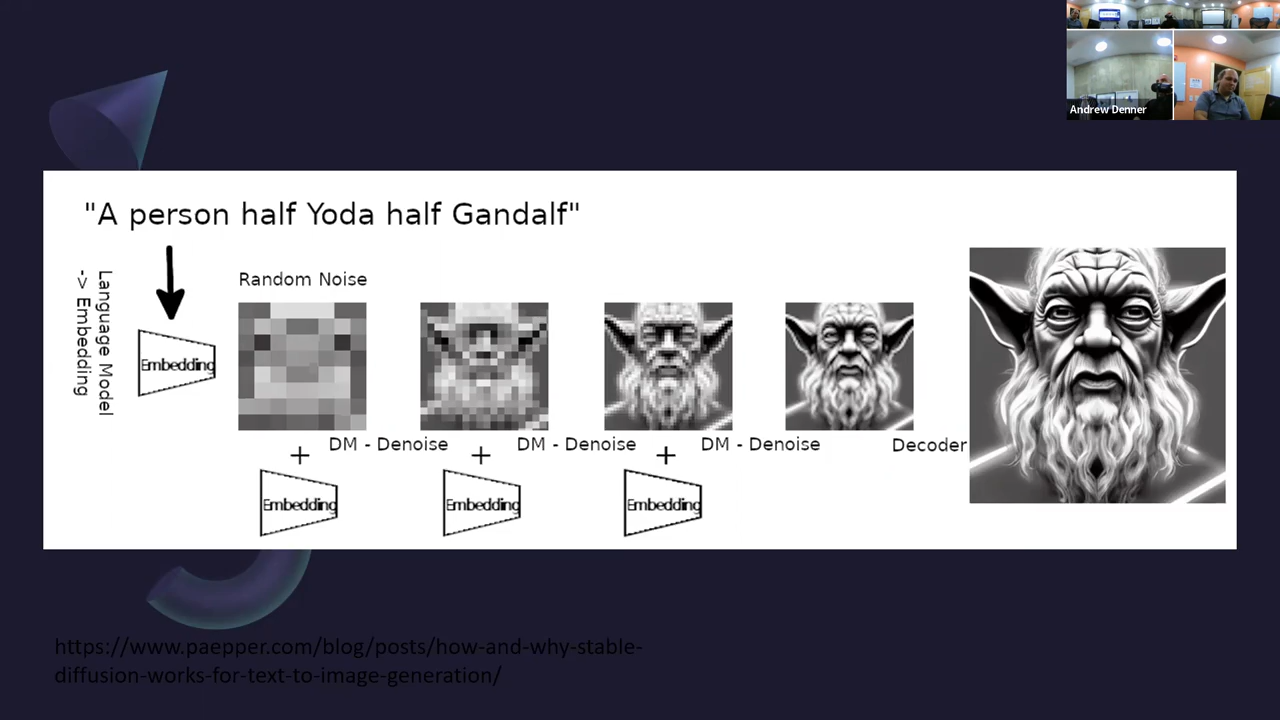 Andrew Denner
"A person half Yoda half Gandalf"
Language Model
-> Embedding
Embedding
Random Noise
DM - Denoise
DM - Denoise
DM - Denoise
Decoder
+
+
+
Embedding
Embedding
Embedding
https://www.paepper.com/blog/posts/how-and-why-stable-
diffusion-works-for-text-to-image-generation/